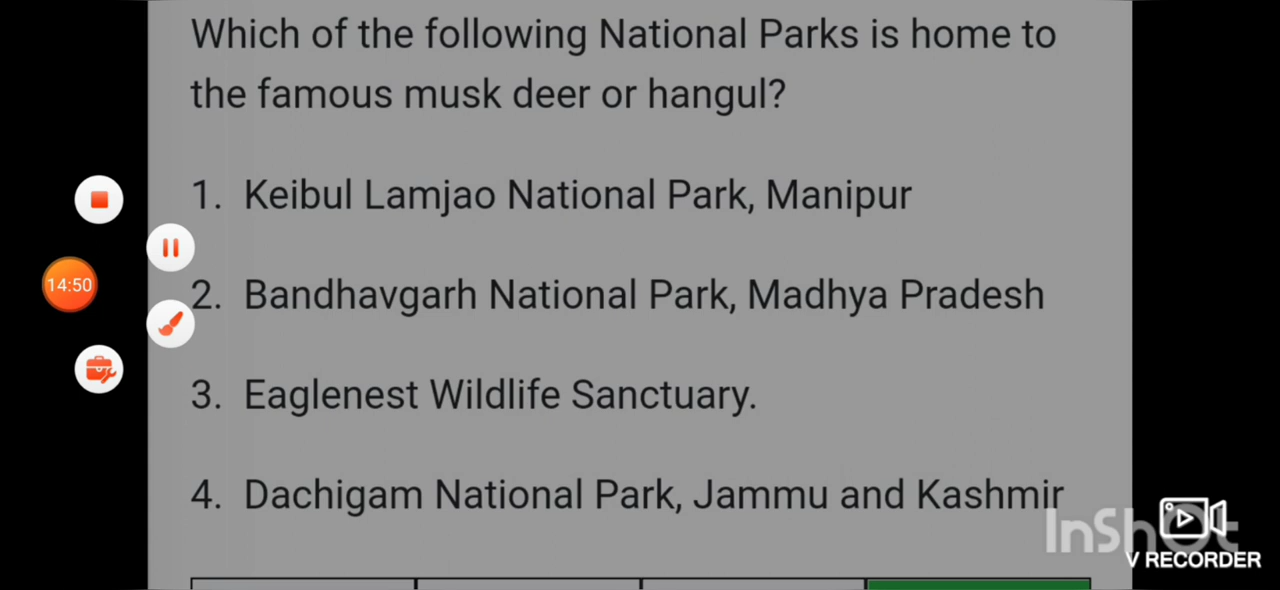 Which of the following National Parks is home to
the famous musk deer or hangul?
1. Keibul Lamjao National Park, Manipur
14:50
2. Bandhavgarh National Park, Madhya Pradesh
3. Eaglenest Wildlife Sanctuary.
4. Dachigam National Park, Jammu and Kashmir
InShOt
V RECORDER